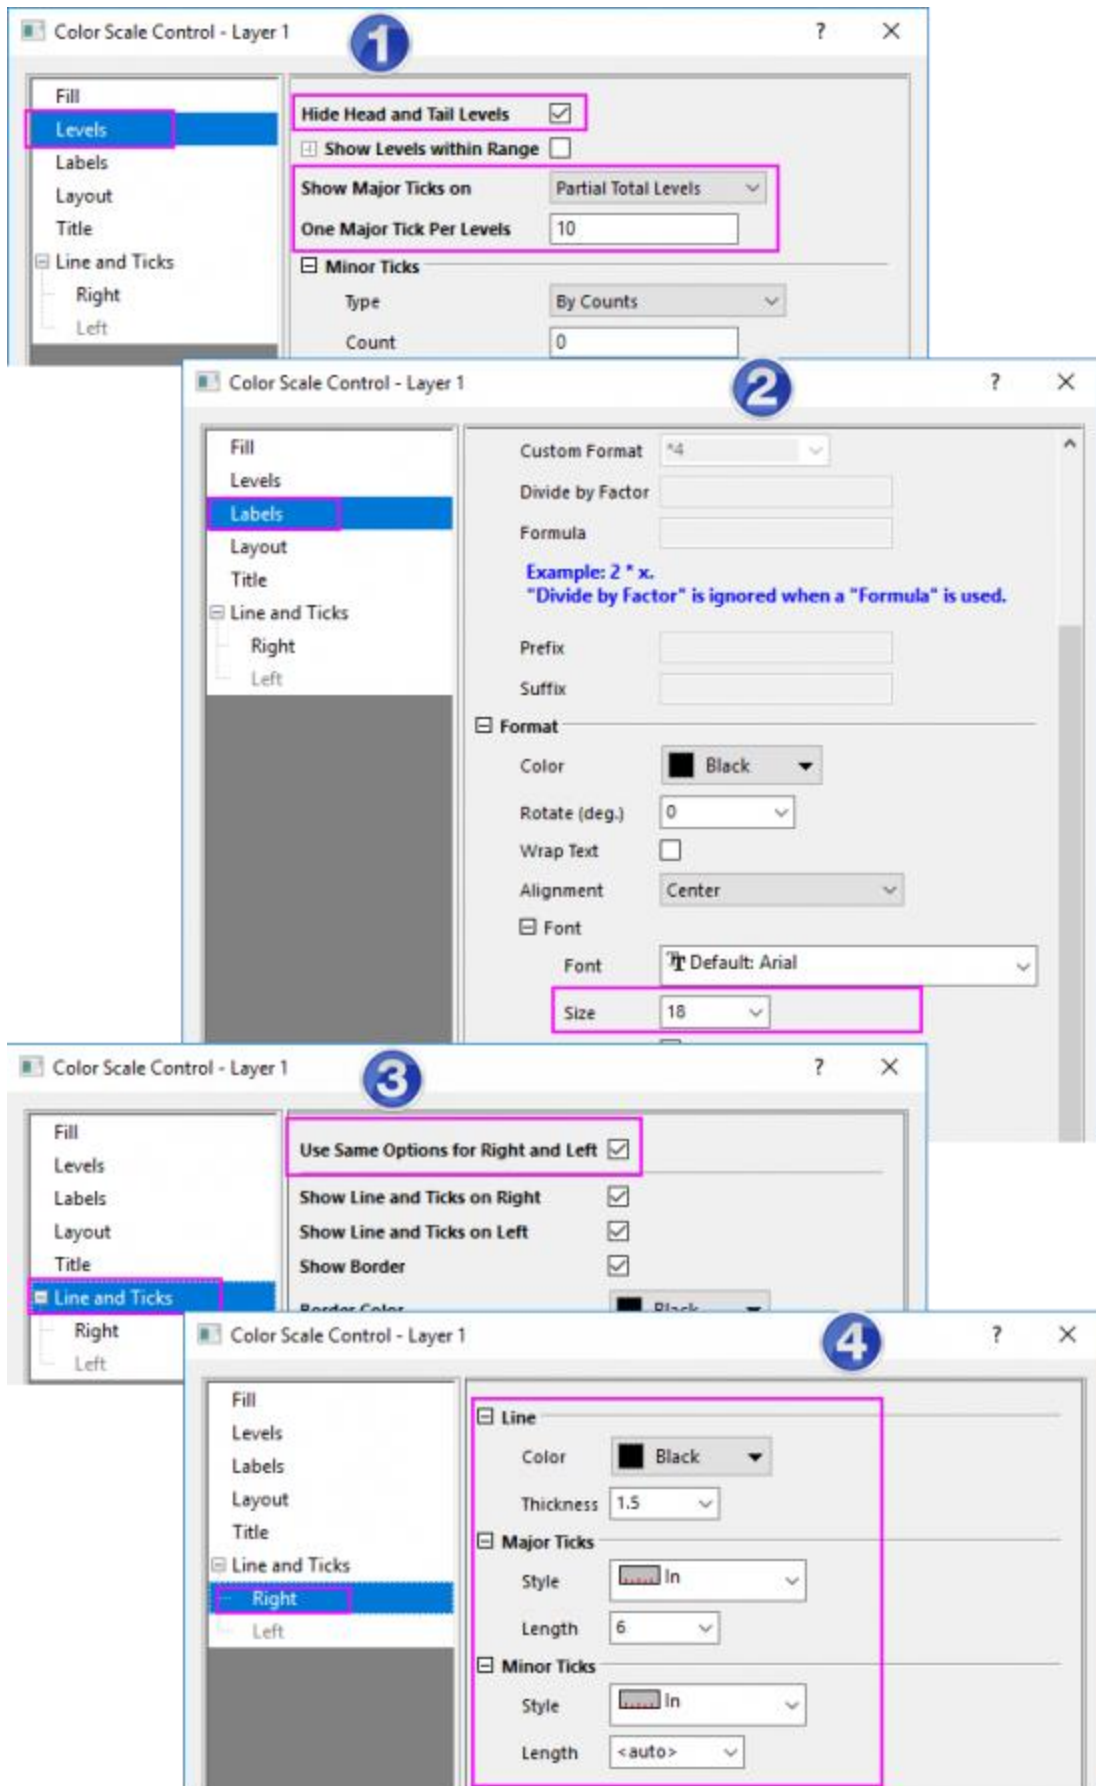 Color Scale Control - Layer 1
1
?
×
Fill
Levels
Labels
Layout
Title
Line and Ticks
Right
Left
Hide Head and Tail Levels
Show Levels within Range
Show Major Ticks on Partial Total Levels
One Major Tick Per Levels 10
Minor Ticks
Type By Counts
Count 0
Color Scale Control - Layer 1
2
?
×
Fill
Levels
Labels
Layout
Title
Line and Ticks
Right
Left
Custom Format *4
Divide by Factor
Formula
Example: 2 * x.
"Divide by Factor" is ignored when a "Formula" is used.
Prefix
Suffix
Format
Color Black
Rotate (deg.) 0
Wrap Text
Alignment Center
Font
Font Default: Arial
Size 18
Color Scale Control - Layer 1
3
?
×
Fill
Levels
Labels
Layout
Title
Line and Ticks
Right
Left
Use Same Options for Right and Left
Show Line and Ticks on Right
Show Line and Ticks on Left
Show Border
Border Color Black
Color Scale Control - Layer 1
4
?
×
Fill
Levels
Labels
Layout
Title
Line and Ticks
Right
Left
Line
Color Black
Thickness 1.5
Major Ticks
Style In
Length 6
Minor Ticks
Style In
Length <auto>